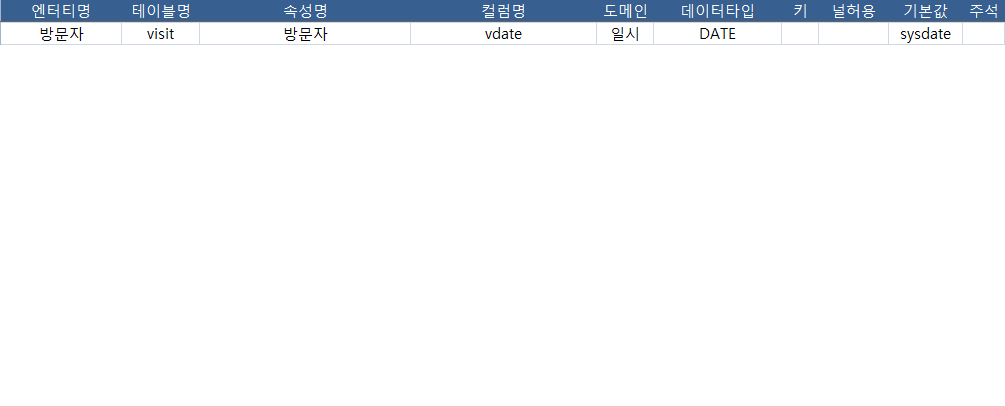 엔터티명 테이블명 속성명 컬럼명 도메인 데이터타입 키 널허용 기본값 주석
방문자 visit 방문자 vdate 일시 DATE sysdate